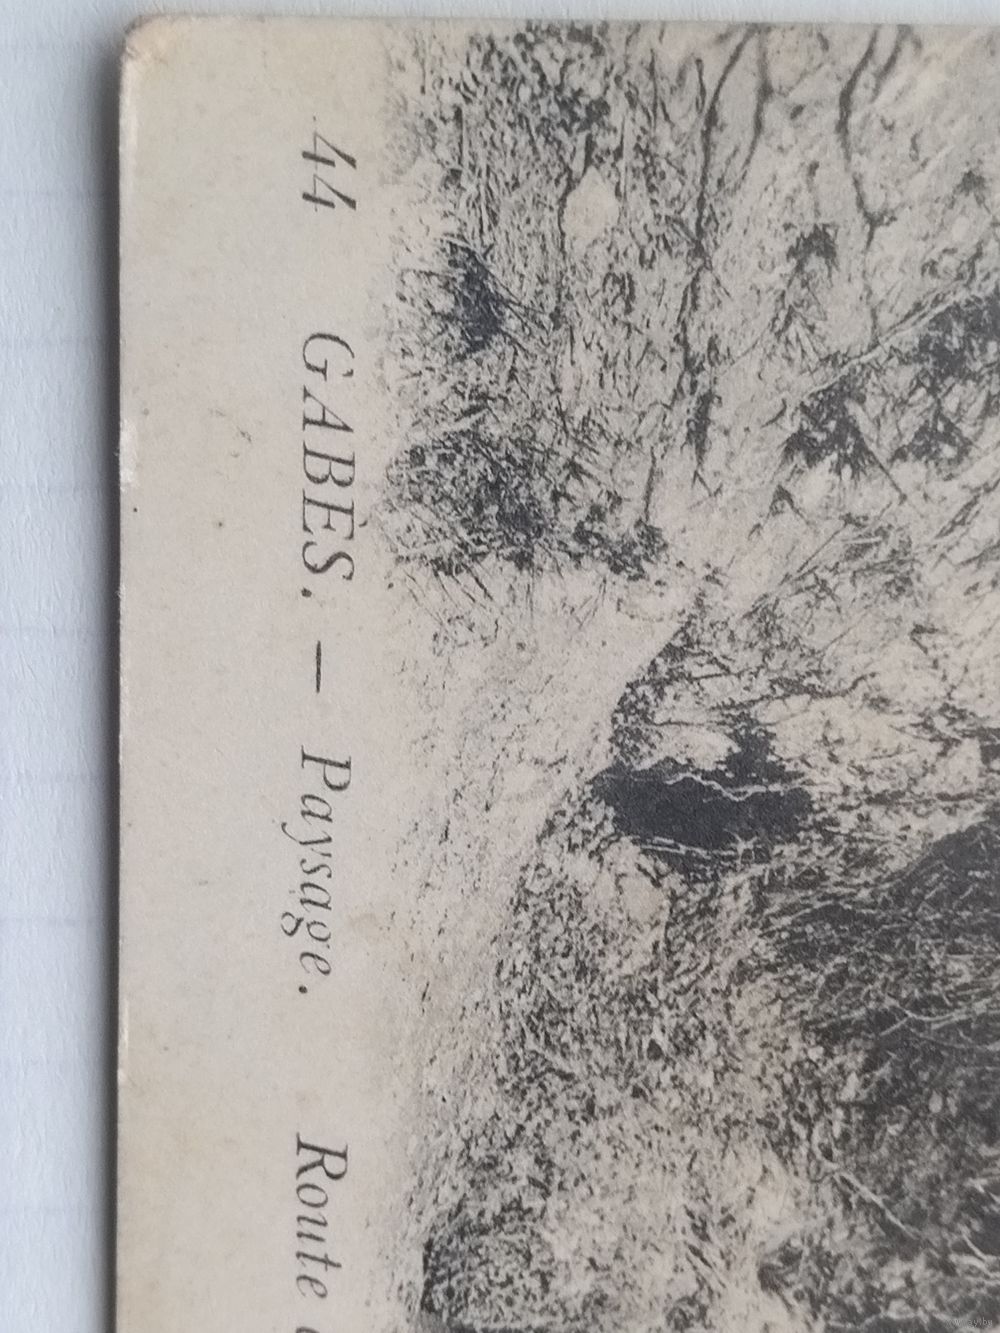 44 GABÈS. — Paysage. Route